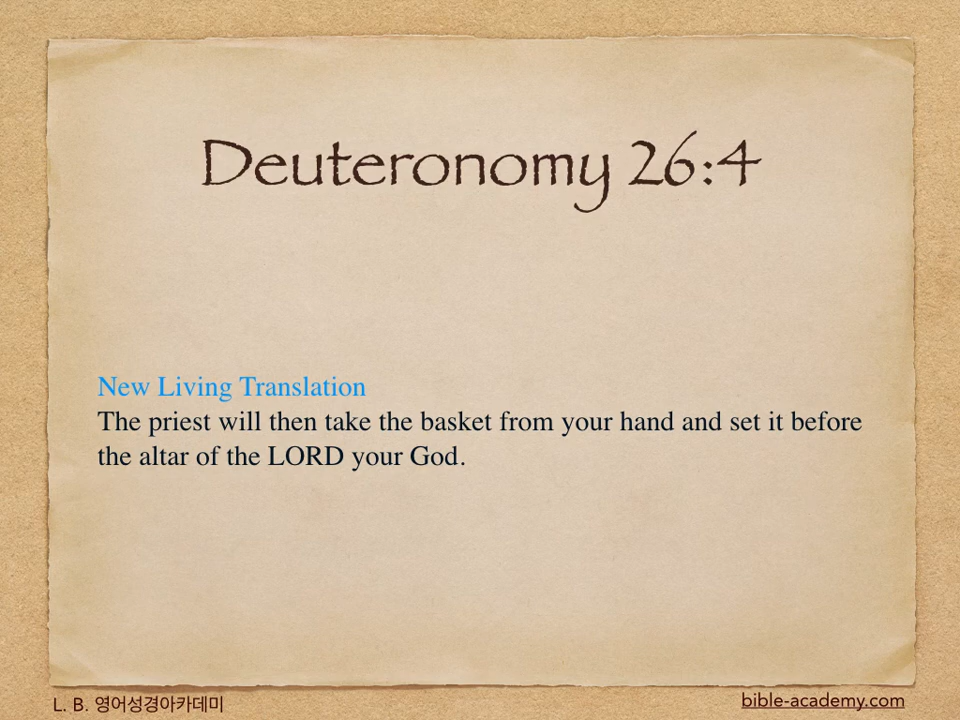 Deuteronomy 26:4
New Living Translation
The priest will then take the basket from your hand and set it before
the altar of the LORD your God.
L. B. 영어성경아카데미
bible-academy.com